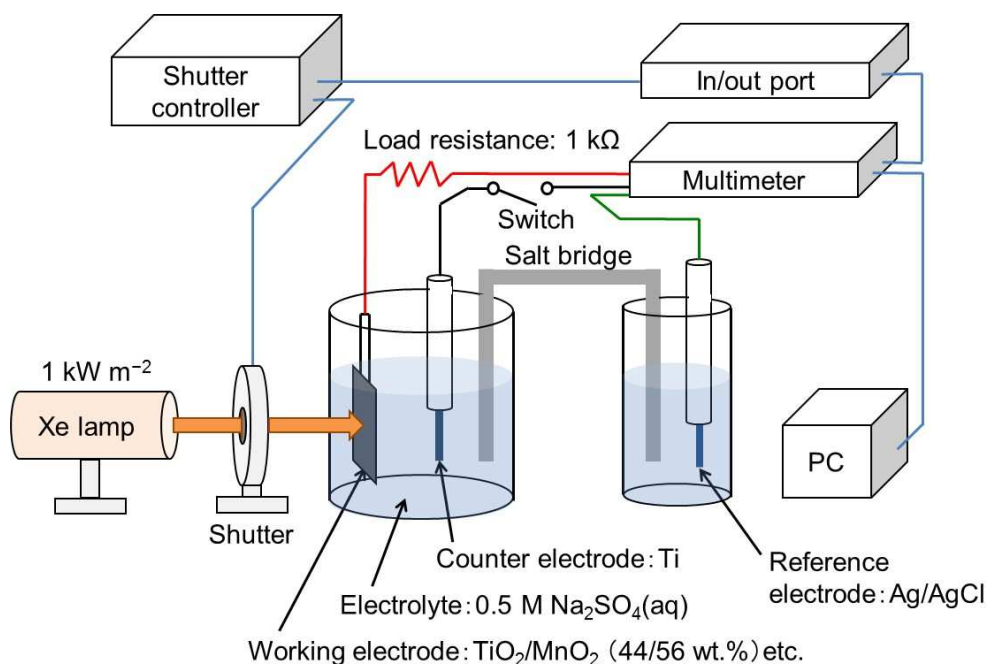 Shutter
controller
In/out port
Load resistance: 1 kΩ
Multimeter
Switch
Salt bridge
1 kW m⁻²
Xe lamp
PC
Shutter
Counter electrode: Ti
Reference
electrode: Ag/AgCl
Electrolyte: 0.5 M Na₂SO₄(aq)
Working electrode: TiO₂/MnO₂ (44/56 wt.%) etc.